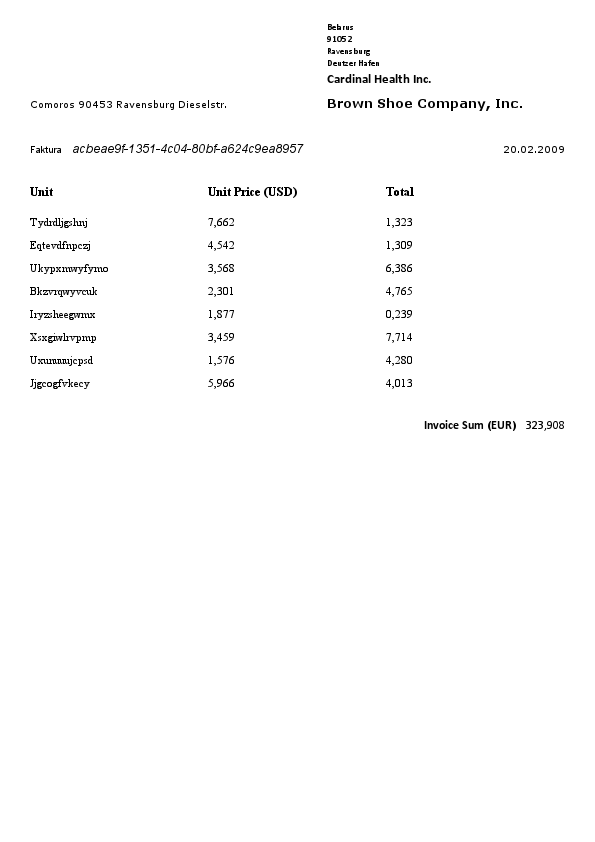 Belarus
91052
Ravensburg
Deutzer Hafen
Cardinal Health Inc.
Comoros 90453 Ravensburg Dieselstr.
Brown Shoe Company, Inc.
Faktura acbeae9f-1351-4c04-80bf-a624c9ea8957 20.02.2009
Unit Unit Price (USD) Total
Tydrdljgshnj 7,662 1,323
Eqtevdfnpczj 4,542 1,309
Ukypxmwyfymo 3,568 6,386
Bkzvrqwyvcuk 2,301 4,765
Iryzsheegwmx 1,877 0,239
Xsxgiwlrvpmp 3,459 7,714
1,576 4,280
Jjgcogfvkecy 5,966 4,013
Invoice Sum (EUR) 323,908